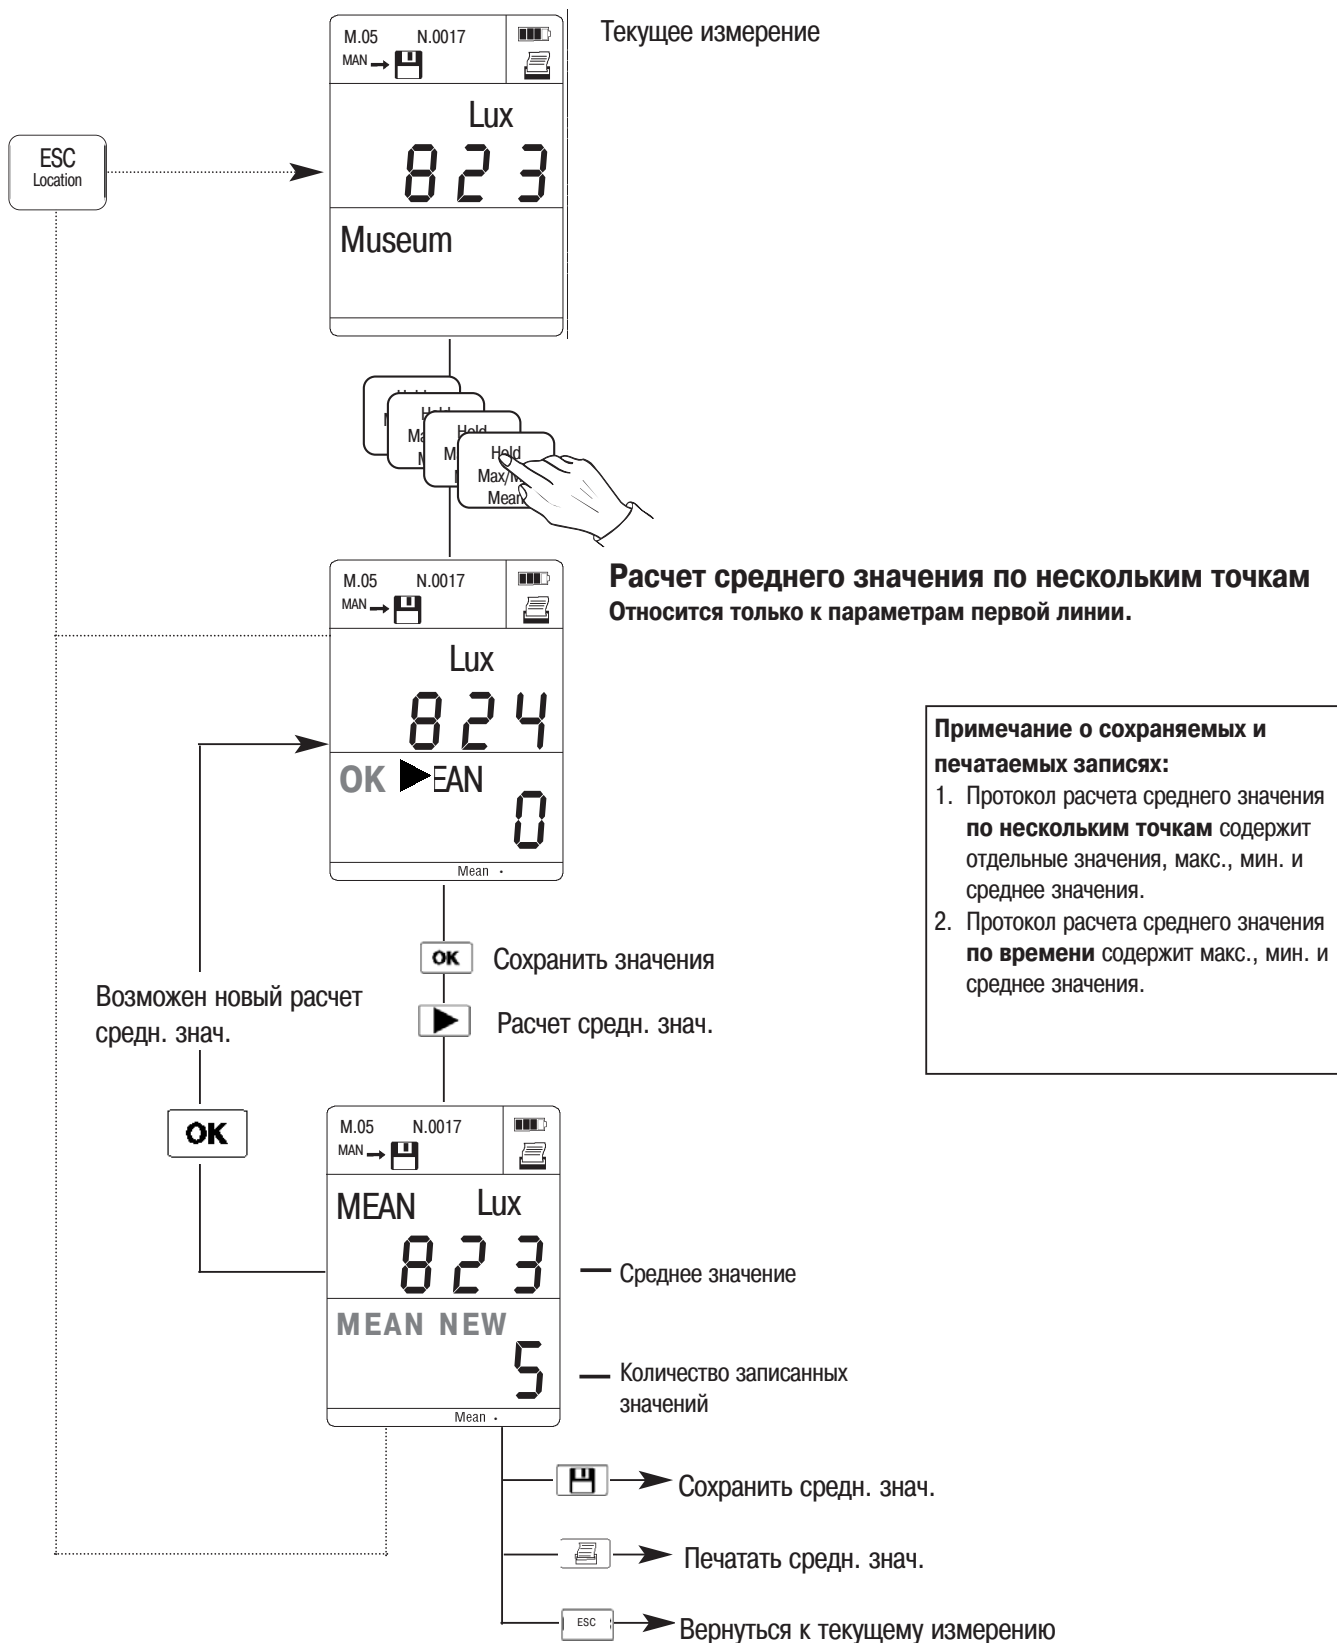 Текущее измерение
M.05 N.0017
MAN
Lux
823
ESC
Location
Museum
Hold
Hold
Max/M
Mean
M.05 N.0017
MAN
Расчет среднего значения по нескольким точкам
Относится только к параметрам первой линии.
Lux
824
OK EAN
0
Mean
Примечание о сохраняемых и
печатаемых записях:
1. Протокол расчета среднего значения
по нескольким точкам содержит
отдельные значения, макс., мин. и
среднее значения.
2. Протокол расчета среднего значения
по времени содержит макс., мин. и
среднее значения.
OK Сохранить значения
Расчет средн. знач.
Возможен новый расчет
средн. знач.
OK
M.05 N.0017
MAN
MEAN Lux
823
Среднее значение
MEAN NEW
5
Количество записанных
значений
Mean
Сохранить средн. знач.
Печатать средн. знач.
ESC Вернуться к текущему измерению